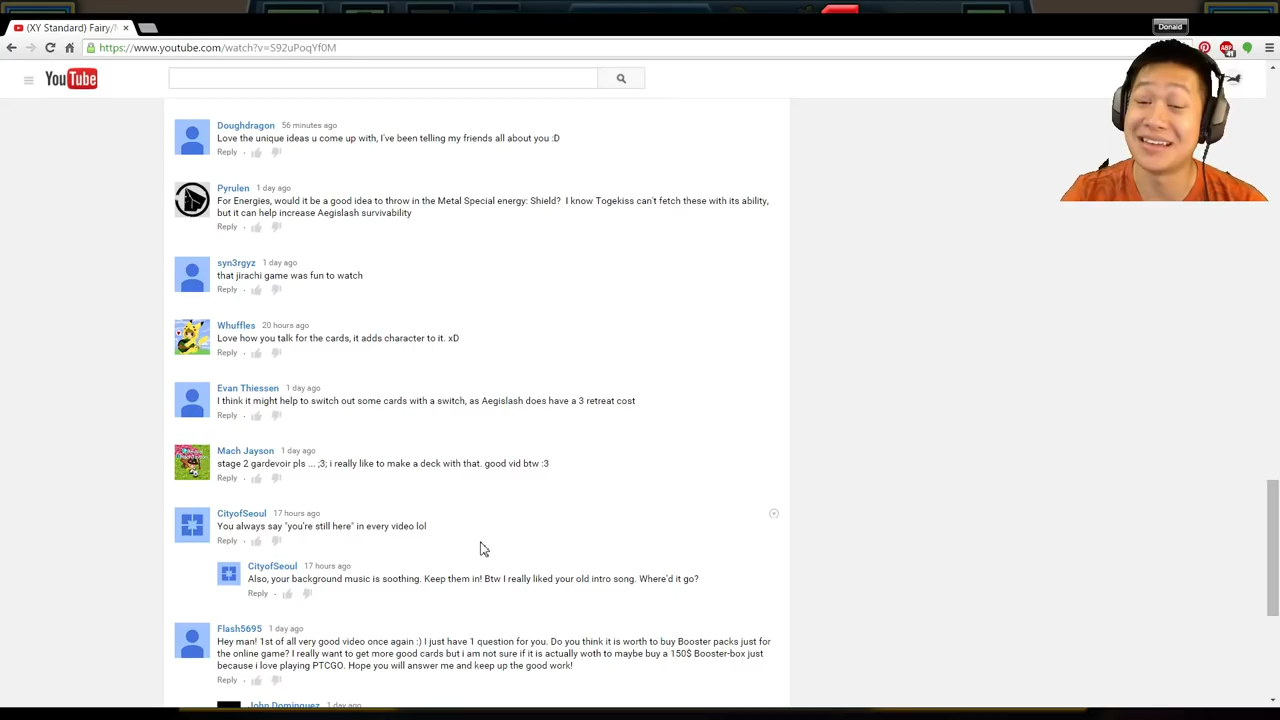 (XY Standard) Fairy/
Donald
https://www.youtube.com/watch?v=S92uPoqYf0M
YouTube
Doughdragon 56 minutes ago
Love the unique ideas u come up with, I've been telling my friends all about you :D
Reply
Pyrulen 1 day ago
For Energies, would it be a good idea to throw in the Metal Special energy: Shield? I know Togekiss can't fetch these with its ability,
but it can help increase Aegislash survivability
Reply
syn3rgyz 1 day ago
that jirachi game was fun to watch
Reply
Whuffles 20 hours ago
Love how you talk for the cards, it adds character to it. xD
Reply
Evan Thiessen 1 day ago
I think it might help to switch out some cards with a switch, as Aegislash does have a 3 retreat cost
Reply
Mach Jayson 1 day ago
stage 2 gardevoir pls ... ;3; i really like to make a deck with that. good vid btw :3
Reply
CityofSeoul 17 hours ago
You always say "you're still here" in every video lol
Reply
CityofSeoul 17 hours ago
Also, your background music is soothing. Keep them in! Btw I really liked your old intro song. Where'd it go?
Reply
Flash5695 1 day ago
Hey man! 1st of all very good video once again :) I just have 1 question for you. Do you think it is worth to buy Booster packs just for
the online game? I really want to get more good cards but i am not sure if it is actually woth to maybe buy a 150$ Booster-box just
because i love playing PTCGO. Hope you will answer me and keep up the good work!
Reply
John Dominguez 1 day ago